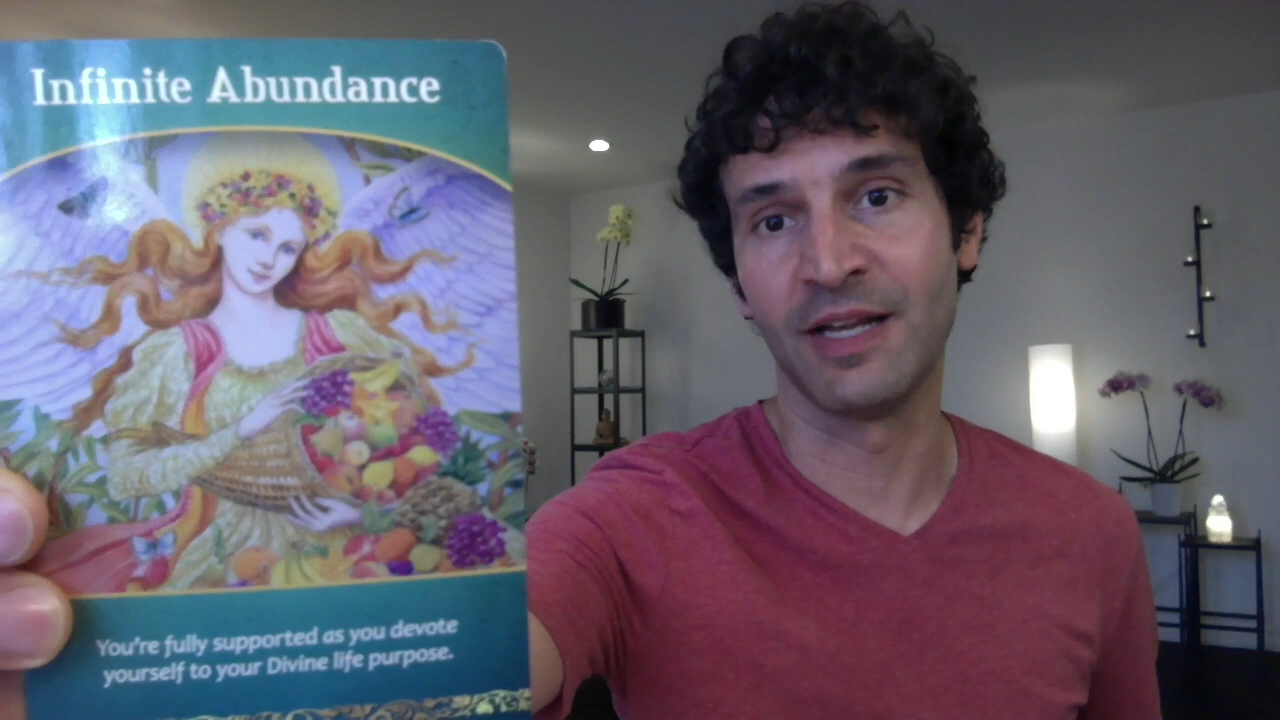 Infinite Abundance
You're fully supported as you devote
yourself to your Divine life purpose.